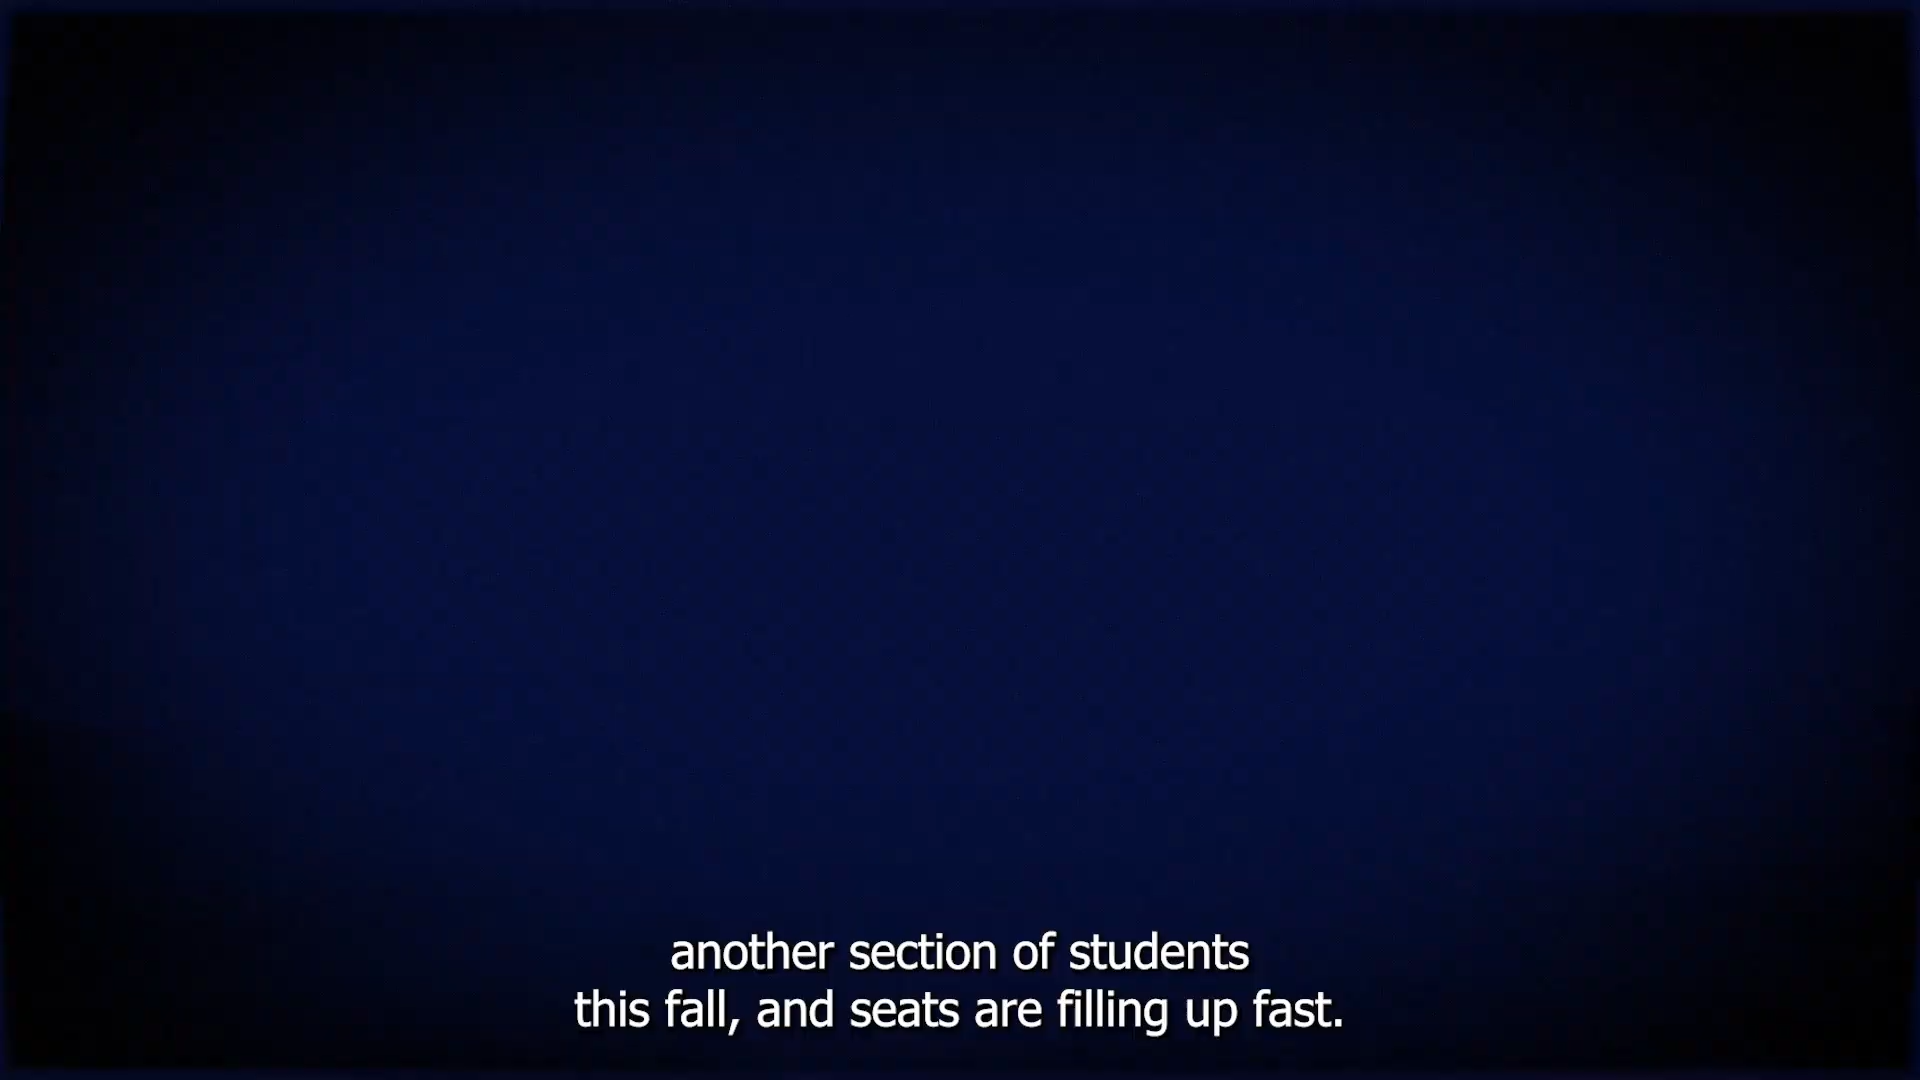 another section of students
this fall, and seats are filling up fast.